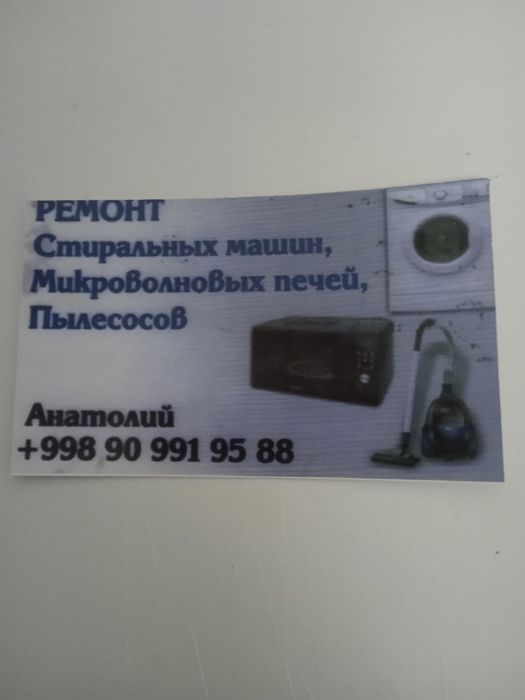 РЕМОНТ
Стиральных машин,
Микроволновых печей,
Пылесосов
Анатолий
+998 90 991 95 88